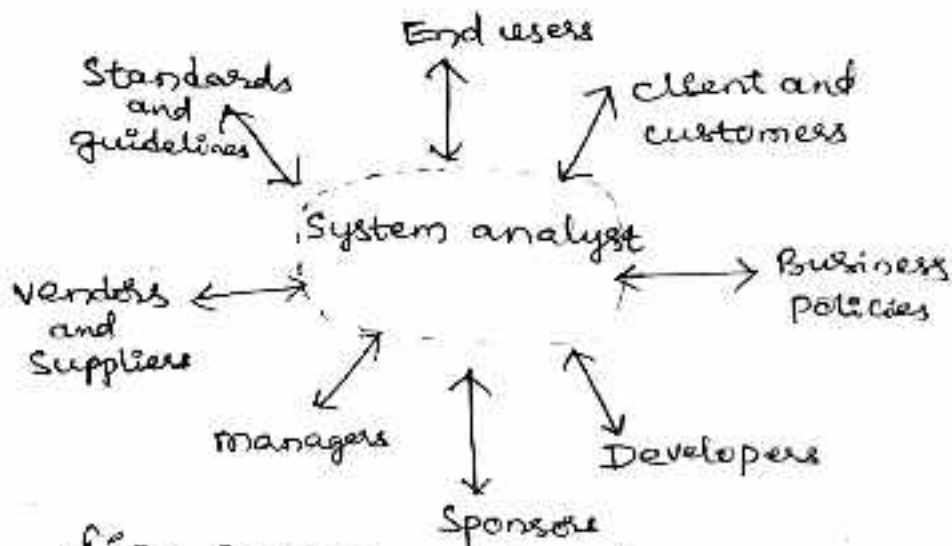 End users
Standards
and
guidelines
client and
customers
System analyst
Business
policies
Vendors
and
Suppliers
managers
Developers
Sponsors